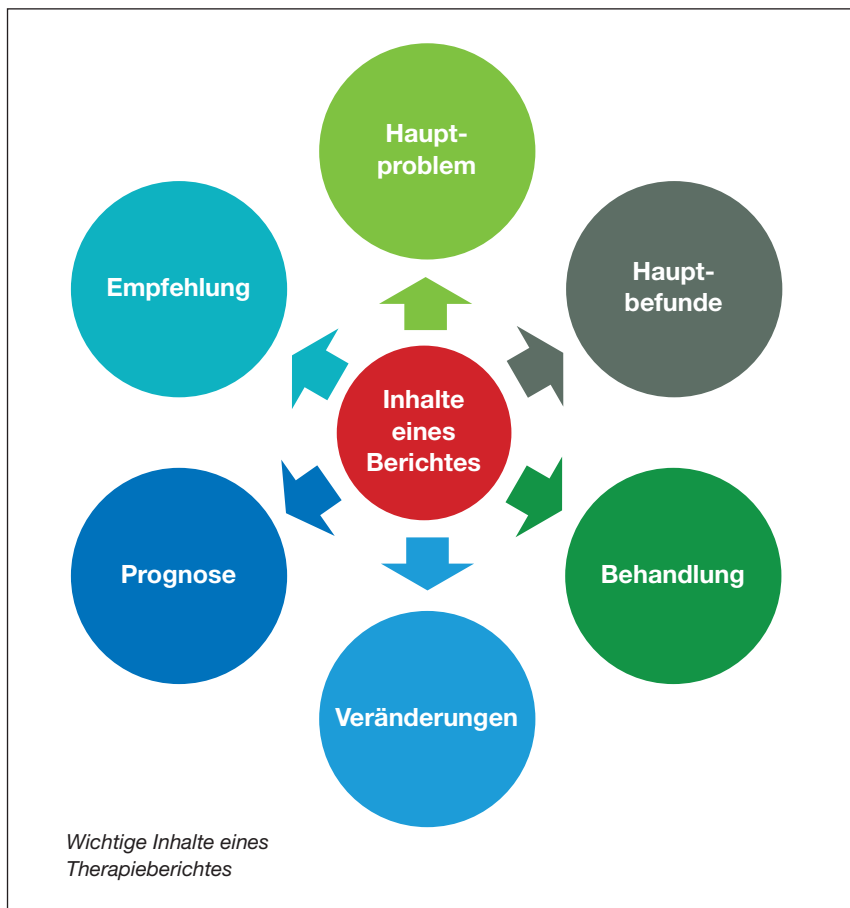 Haupt-
problem
Haupt-
befunde
Behandlung
Veränderungen
Prognose
Empfehlung
Inhalte
eines
Berichtes
Wichtige Inhalte eines
Therapieberichtes